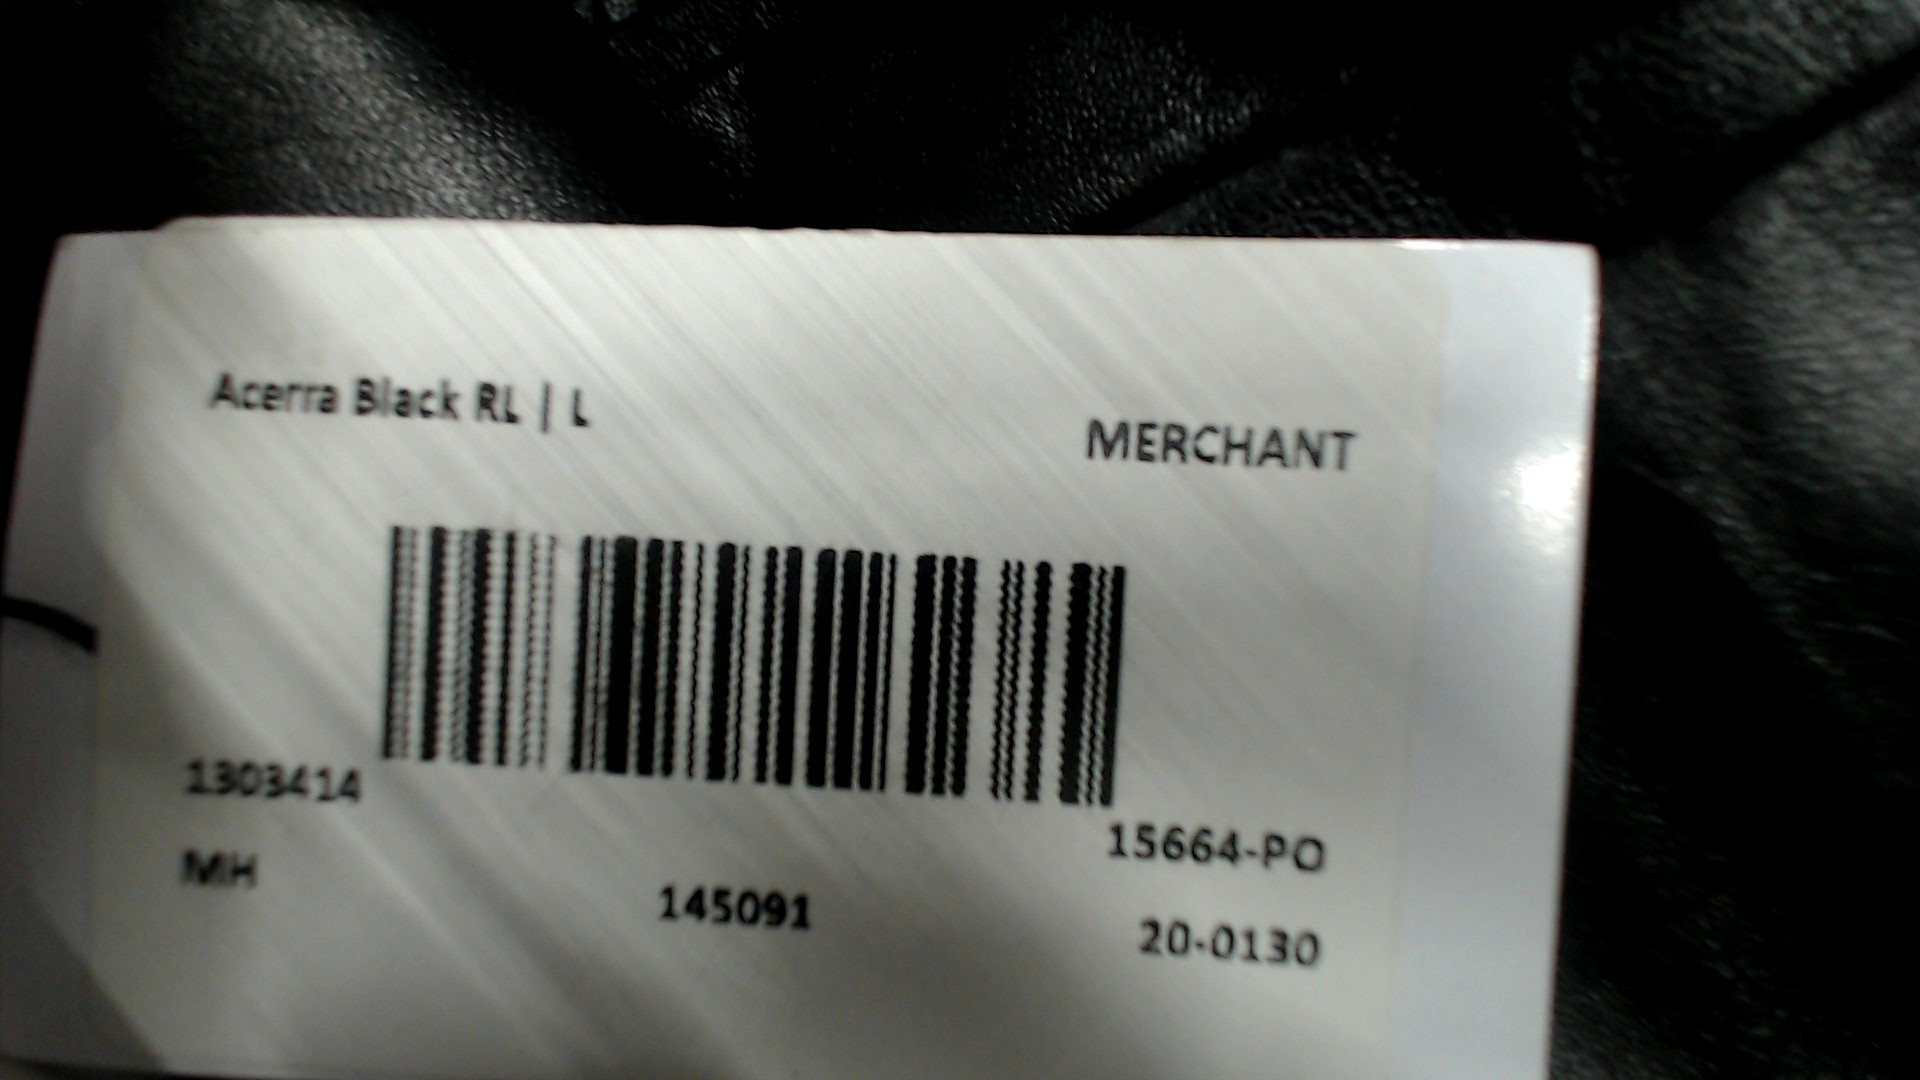 Acerra Black RL | L
MERCHANT
1303414
15664-PO
MH
145091
20-0130